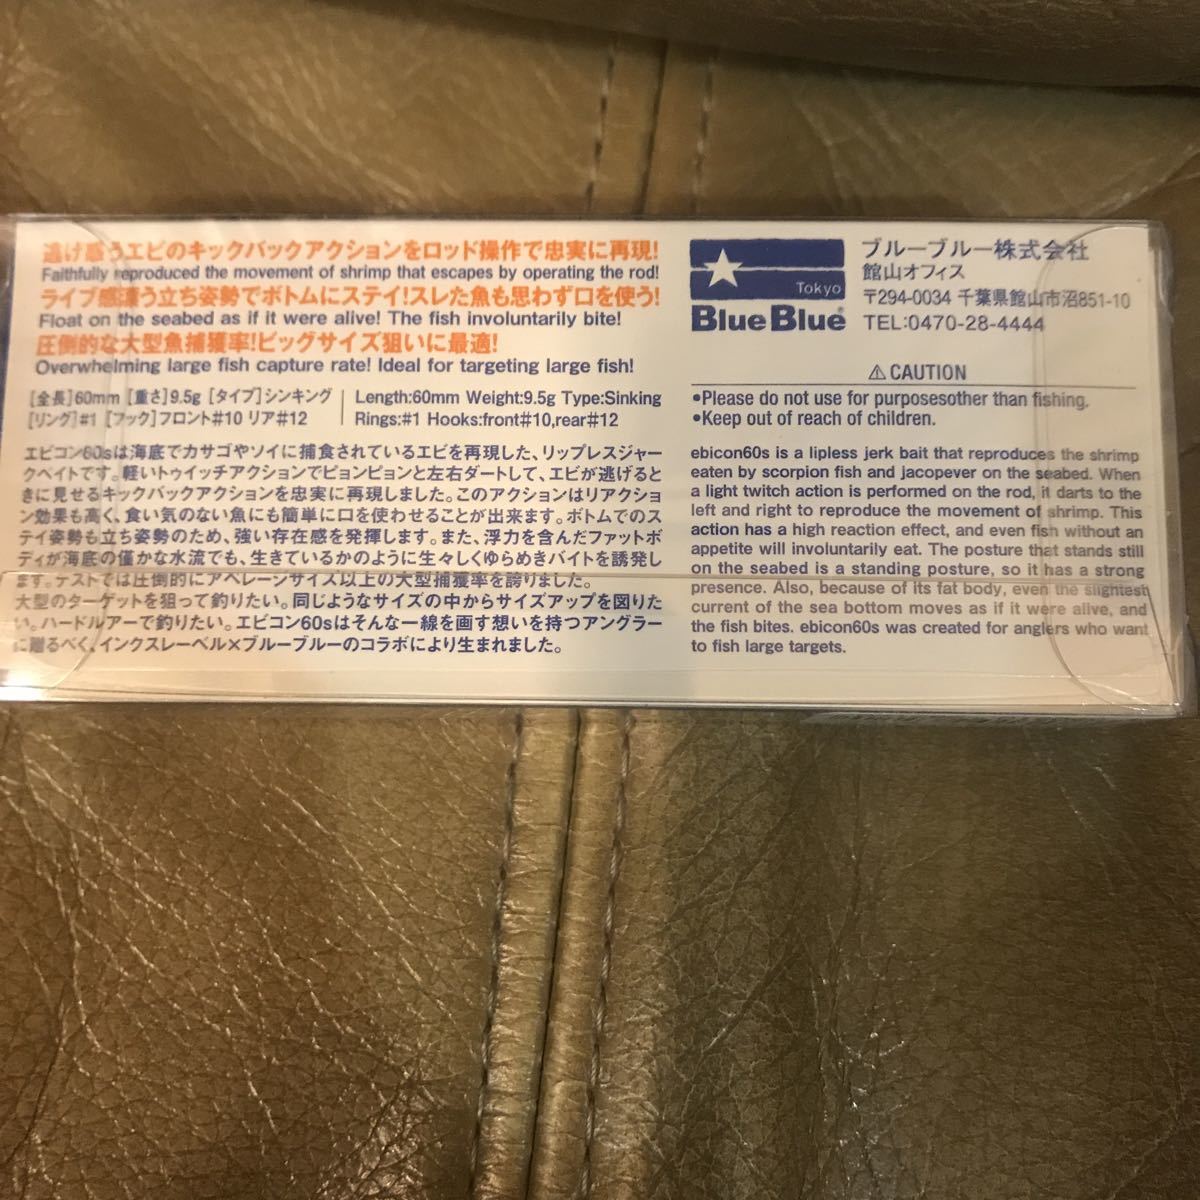 逃げ惑うエビのキックバックアクションをロッド操作で忠実に再現!
Faithfully reproduced the movement of shrimp that escapes by operating the rod!
ライブ感漂う立ち姿勢でボトムにステイ!スレた魚も思わず口を使う!
Float on the seabed as if it were alive! The fish involuntarily bite!
圧倒的な大型魚捕獲率!ビッグサイズ狙いに最適!
Overwhelming large fish capture rate! Ideal for targeting large fish!
[全長]60mm [重さ]9.5g [タイプ]シンキング
[リング]#1 [フック]フロント#10 リア#12
Length:60mm Weight:9.5g Type:Sinking
Rings:#1 Hooks:front#10,rear#12
エビコン60sは海底でカサゴやソイに捕食されているエビを再現した、リップレスジャー
クベイトです。軽いトゥイッチアクションでピョンピョンと左右ダートして、エビが逃げると
きに見せるキックバックアクションを忠実に再現しました。このアクションはリアクショ
ン効果も高く、食い気のない魚にも簡単に口を使わせることが出来ます。ボトムでのス
テイ姿勢も立ち姿勢のため、強い存在感を発揮します。また、浮力を含んだファットボ
ディが海底の僅かな水流でも、生きているかのように生々しくゆらめきバイトを誘発し
ます。テストでは圧倒的にアベレージサイズ以上の大型捕獲率を誇りました。
大型のターゲットを狙って釣りたい。同じようなサイズの中からサイズアップを図りた
い。ハードルアーで釣りたい。エビコン60sはそんな一線を画す想いを持つアングラー
に贈るべく、インクスレーベル×ブルーブルーのコラボにより生まれました。
Tokyo
BlueBlue®
ブルーブルー株式会社
館山オフィス
〒294-0034 千葉県館山市沼851-10
TEL:0470-28-4444
⚠CAUTION
•Please do not use for purposesother than fishing.
•Keep out of reach of children.
ebicon60s is a lipless jerk bait that reproduces the shrimp
eaten by scorpion fish and jacopever on the seabed. When
a light twitch action is performed on the rod, it darts to the
left and right to reproduce the movement of shrimp. This
action has a high reaction effect, and even fish without an
appetite will involuntarily eat. The posture that stands still
on the seabed is a standing posture, so it has a strong
presence. Also, because of its fat body, even the slightest
current of the sea bottom moves as if it were alive, and
the fish bites. ebicon60s was created for anglers who want
to fish large targets.